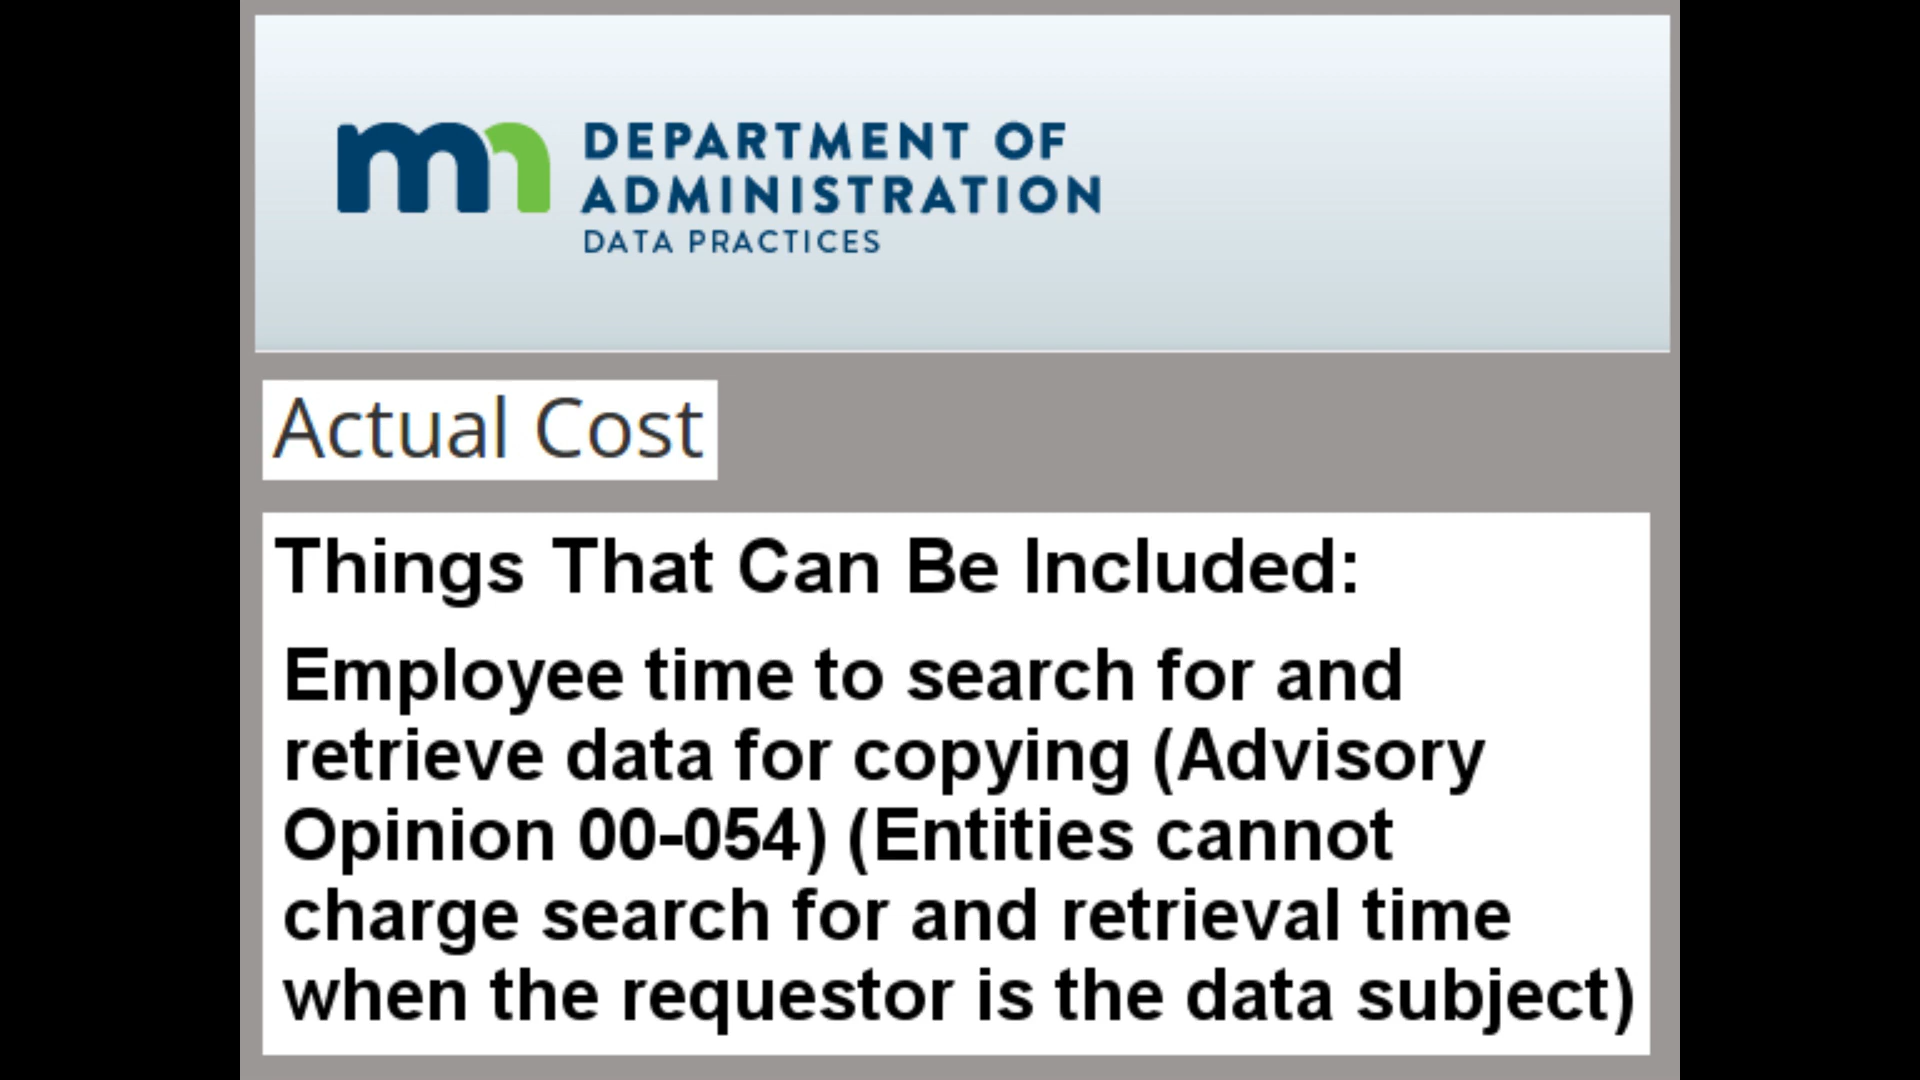 mn DEPARTMENT OF
ADMINISTRATION
DATA PRACTICES
Actual Cost
Things That Can Be Included:
Employee time to search for and
retrieve data for copying (Advisory
Opinion 00-054) (Entities cannot
charge search for and retrieval time
when the requestor is the data subject)